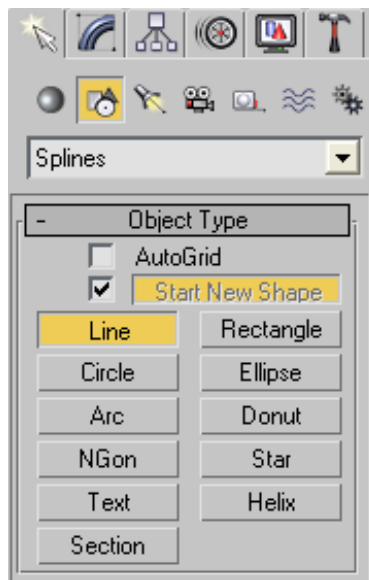 Splines
- Object Type
AutoGrid
Start New Shape
Line Rectangle
Circle Ellipse
Arc Donut
NGon Star
Text Helix
Section